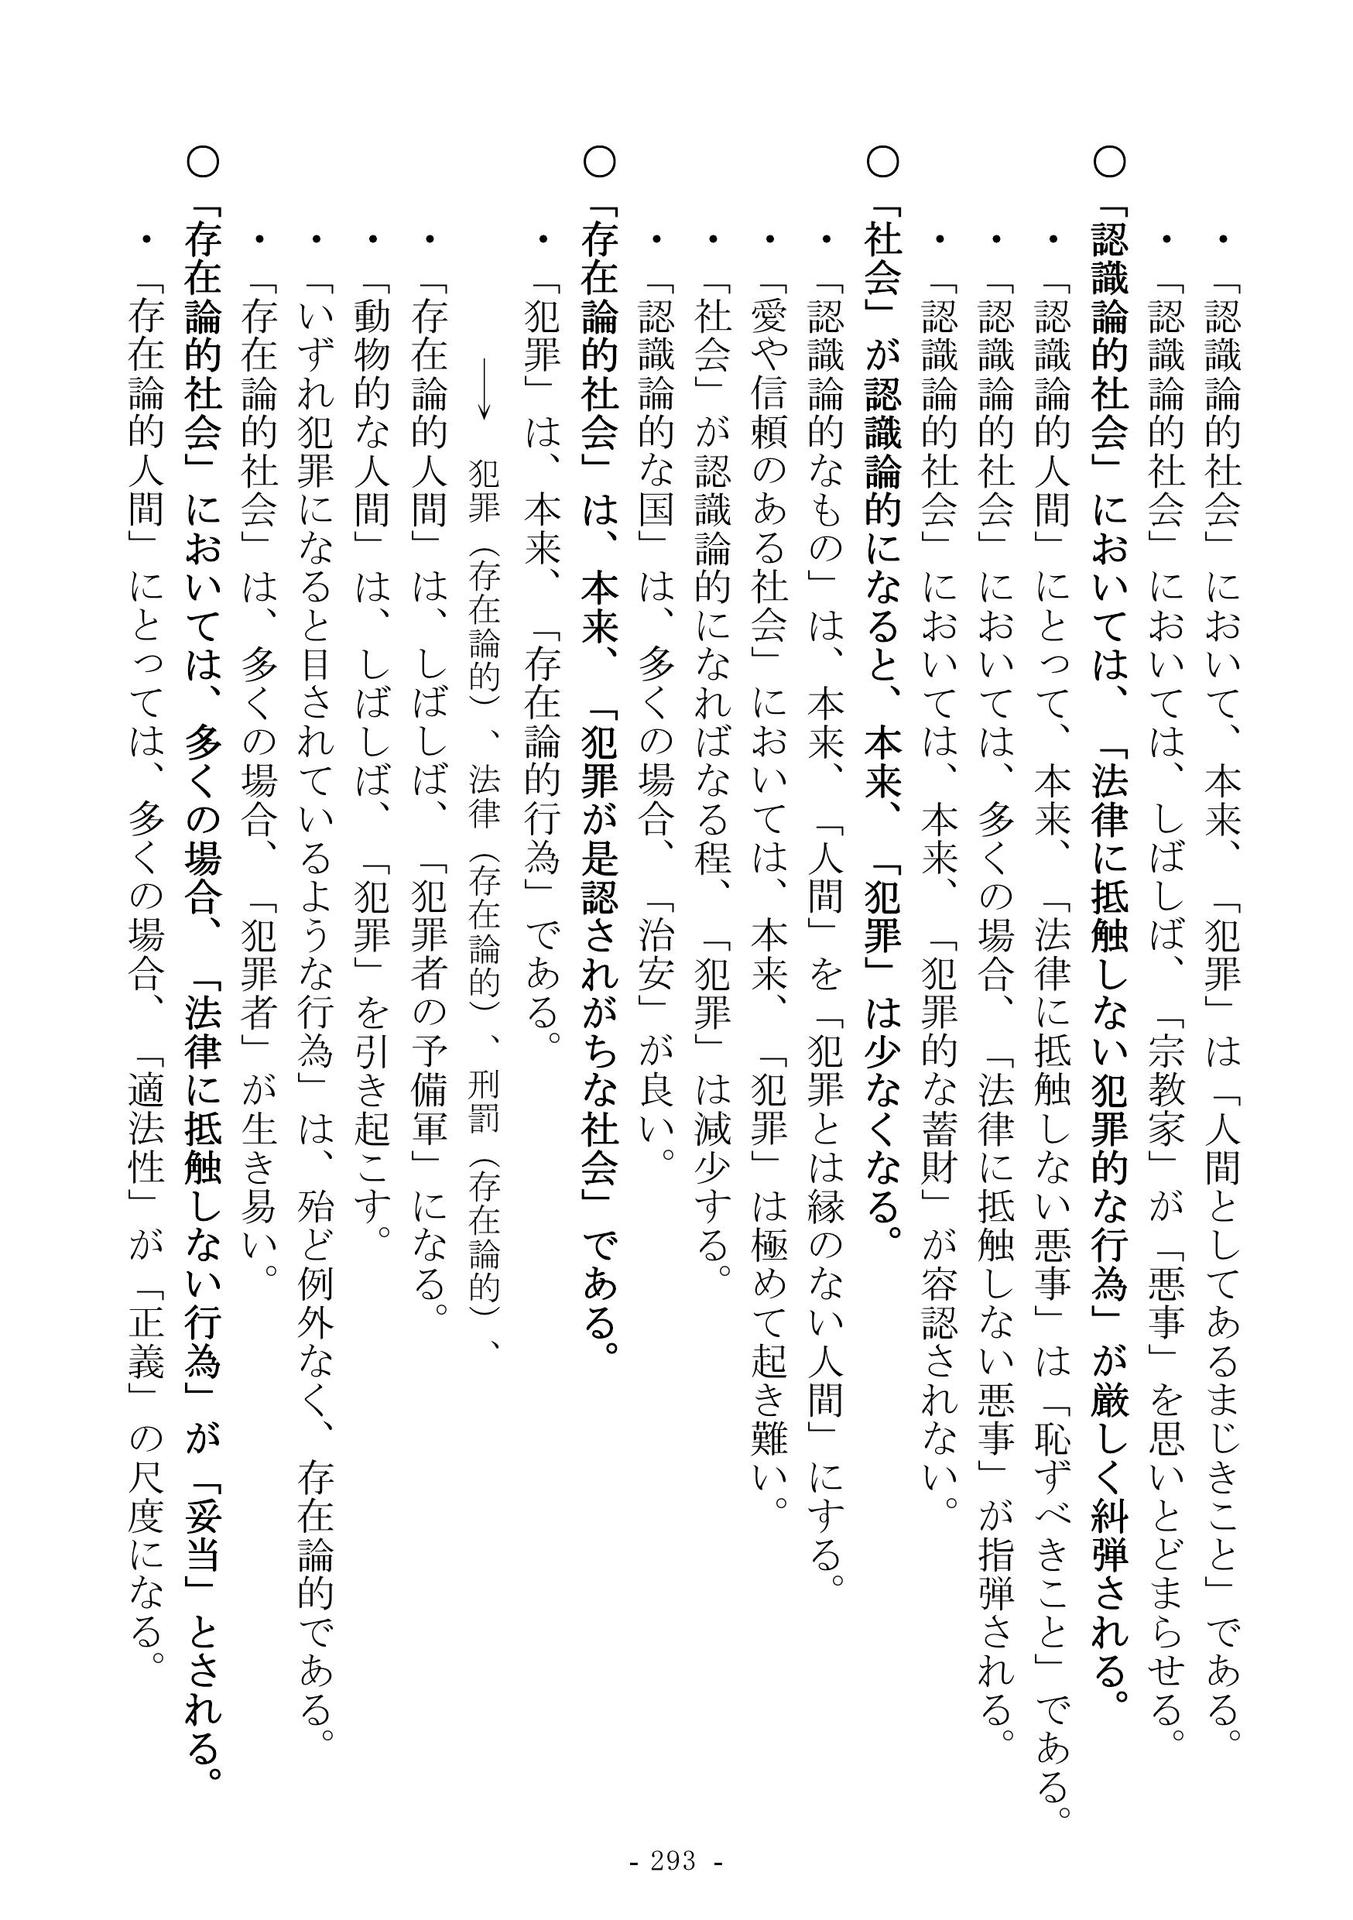 ・「認識論的社会」において、本来、「犯罪」は「人間としてあるまじきこと」である。
・「認識論的社会」においては、しばしば、「宗教家」が「悪事」を思いとどまらせる。
○「認識論的社会」においては、「法律に抵触しない犯罪的な行為」が厳しく糾弾される。
・「認識論的人間」にとって、本来、「法律に抵触しない悪事」は「恥ずべきこと」である。
・「認識論的社会」においては、多くの場合、「法律に抵触しない悪事」が指弾される。
・「認識論的社会」においては、本来、「犯罪的な蓄財」が容認されない。
○「社会」が認識論的になると、本来、「犯罪」は少なくなる。
・「認識論的なもの」は、本来、「人間」を「犯罪とは縁のない人間」にする。
・「愛や信頼のある社会」においては、本来、「犯罪」は極めて起き難い。
・「社会」が認識論的になればなる程、「犯罪」は減少する。
・「認識論的な国」は、多くの場合、「治安」が良い。
○「存在論的社会」は、本来、「犯罪が是認されがちな社会」である。
・「犯罪」は、本来、「存在論的行為」である。
→ 犯罪（存在論的）、法律（存在論的）、刑罰（存在論的）、
・「存在論的人間」は、しばしば、「犯罪者の予備軍」になる。
・「動物的な人間」は、しばしば、「犯罪」を引き起こす。
・「いずれ犯罪になると目されているような行為」は、殆ど例外なく、存在論的である。
・「存在論的社会」は、多くの場合、「犯罪者」が生き易い。
○「存在論的社会」においては、多くの場合、「法律に抵触しない行為」が「妥当」とされる。
・「存在論的人間」にとっては、多くの場合、「適法性」が「正義」の尺度になる。
- 293 -